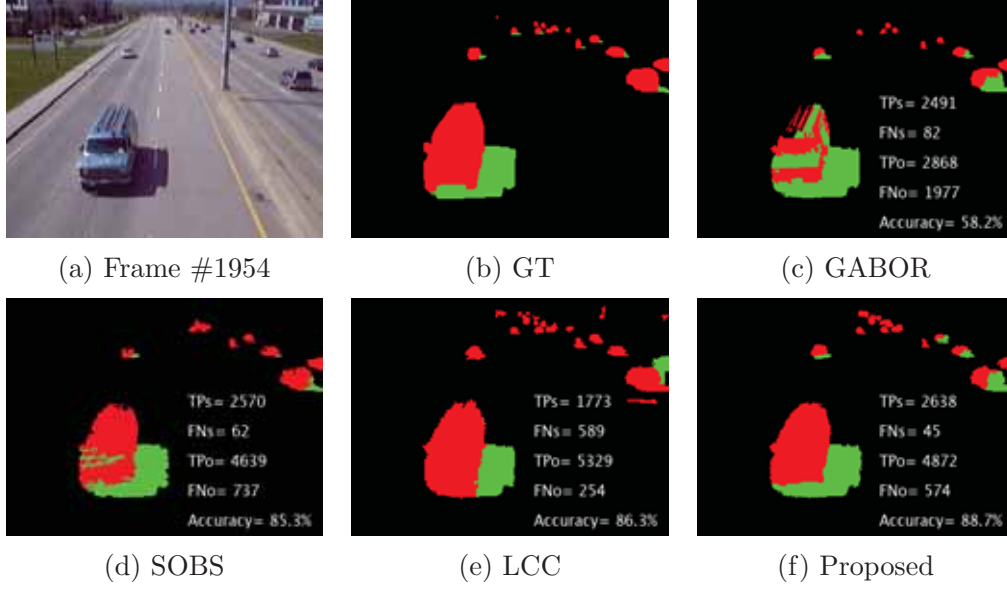 TPs= 2491
FNs= 82
TPo= 2868
FNo= 1977
Accuracy= 58.2%
(a) Frame #1954
(b) GT
(c) GABOR
TPs= 2570
FNs= 62
TPo= 4639
FNo= 737
Accuracy= 85.3%
TPs= 1773
FNs= 589
TPo= 5329
FNo= 254
Accuracy= 86.3%
TPs= 2638
FNs= 45
TPo= 4872
FNo= 574
Accuracy= 88.7%
(d) SOBS
(e) LCC
(f) Proposed